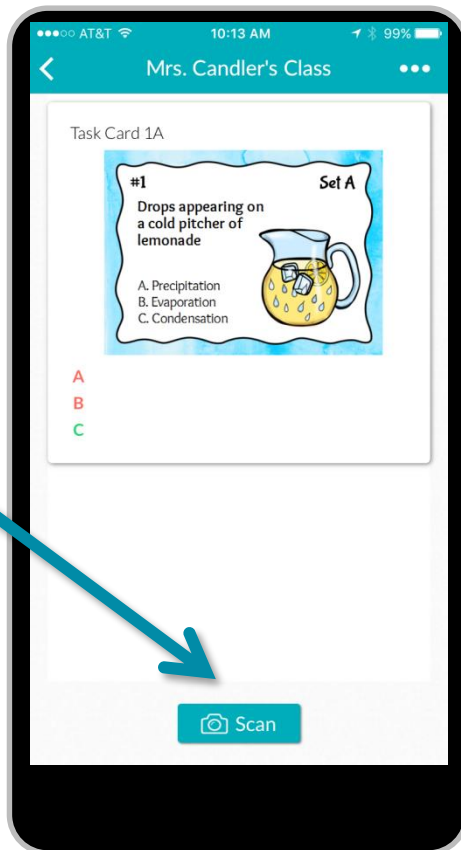 AT&T 10:13 AM 99%
Mrs. Candler's Class
Task Card 1A
#1 Set A
Drops appearing on
a cold pitcher of
lemonade
A. Precipitation
B. Evaporation
C. Condensation
A
B
C
Scan